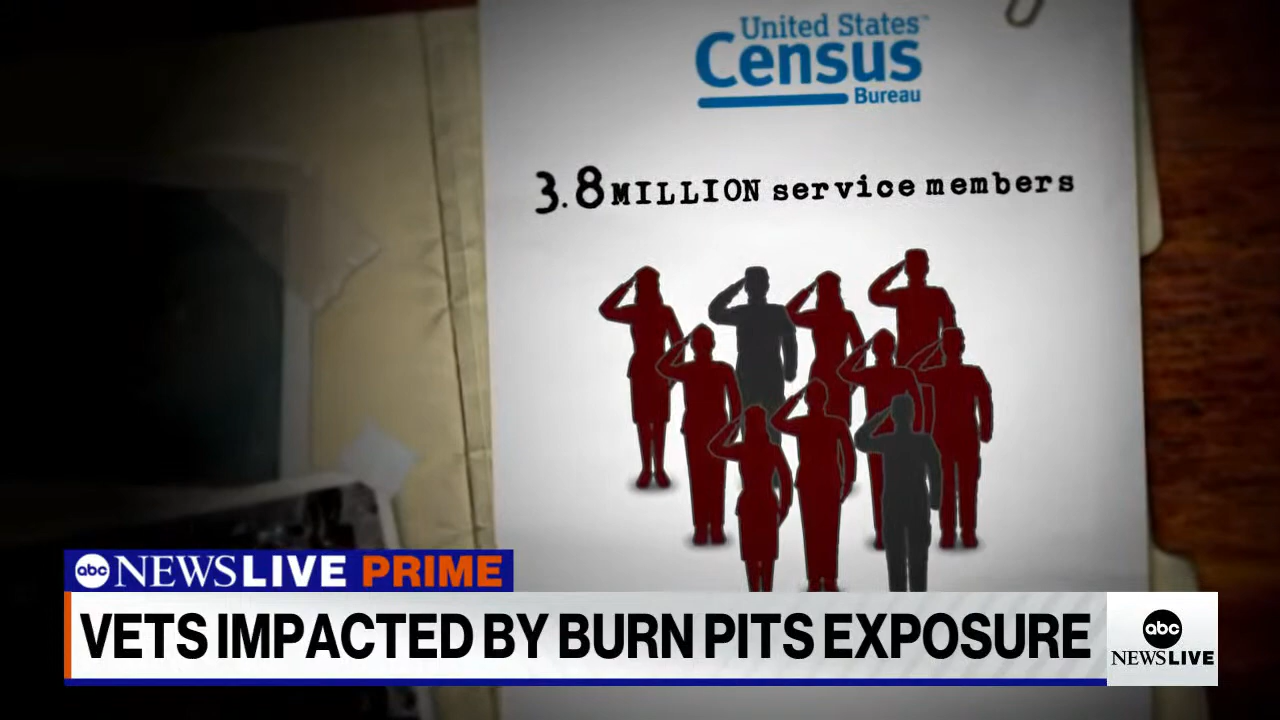 United States™
Census
Bureau
3.8 MILLION service members
abc NEWS LIVE PRIME
VETS IMPACTED BY BURN PITS EXPOSURE
abc
NEWS LIVE